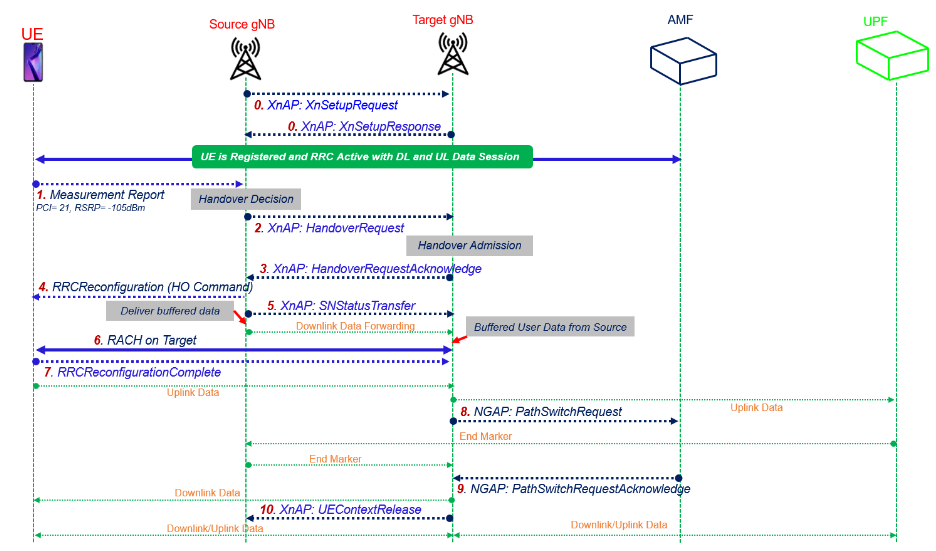 UE
Source gNB
Target gNB
AMF
UPF
0. XnAP: XnSetupRequest
0. XnAP: XnSetupResponse
UE is Registered and RRC Active with DL and UL Data Session
1. Measurement Report
PCI= 21, RSRP= -105dBm
Handover Decision
2. XnAP: HandoverRequest
Handover Admission
3. XnAP: HandoverRequestAcknowledge
4. RRCReconfiguration (HO Command)
5. XnAP: SNStatusTransfer
Deliver buffered data
Downlink Data Forwarding
Buffered User Data from Source
6. RACH on Target
7. RRCReconfigurationComplete
Uplink Data
Uplink Data
8. NGAP: PathSwitchRequest
End Marker
End Marker
9. NGAP: PathSwitchRequestAcknowledge
Downlink Data
10. XnAP: UEContextRelease
Downlink/Uplink Data
Downlink/Uplink Data